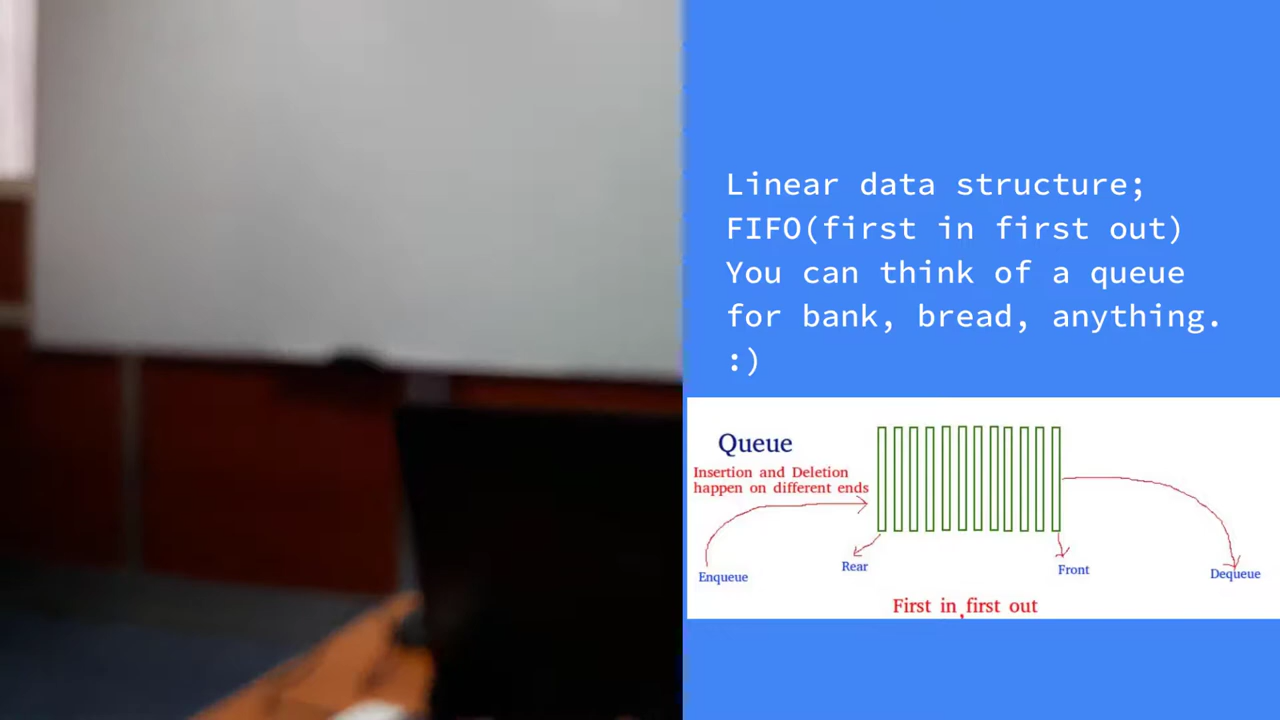 Linear data structure;
FIFO(first in first out)
You can think of a queue
for bank, bread, anything.
:)
Queue
Insertion and Deletion
happen on different ends
Enqueue
Rear
Front
Dequeue
First in,first out